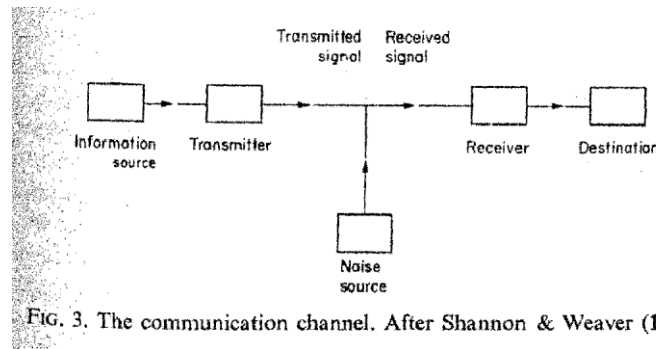 Transmitted Received
signal signal
Information
source
Transmitter
Receiver
Destination
Noise
source
FIG. 3. The communication channel. After Shannon & Weaver (1